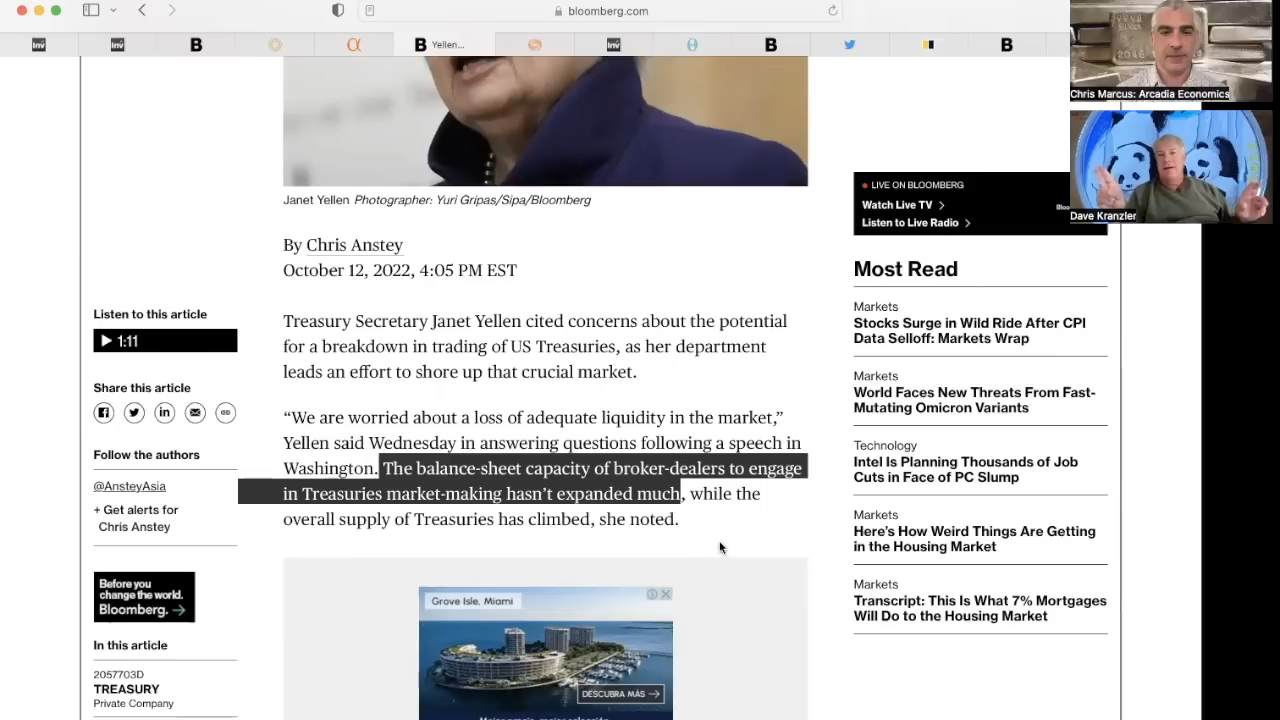 bloomberg.com
B Yellen...
Chris Marcus: Arcadia Economics
Dave Kranzler
Janet Yellen Photographer: Yuri Gripas/Sipa/Bloomberg
By Chris Anstey
October 12, 2022, 4:05 PM EST
Listen to this article
1:11
Share this article
Follow the authors
@AnsteyAsia
+ Get alerts for
Chris Anstey
Before you
change the world.
Bloomberg.
In this article
2057703D
TREASURY
Private Company
Treasury Secretary Janet Yellen cited concerns about the potential
for a breakdown in trading of US Treasuries, as her department
leads an effort to shore up that crucial market.
“We are worried about a loss of adequate liquidity in the market,”
Yellen said Wednesday in answering questions following a speech in
Washington. The balance-sheet capacity of broker-dealers to engage
in Treasuries market-making hasn’t expanded much, while the
overall supply of Treasuries has climbed, she noted.
Grove Isle, Miami
DESCUBRA MÁS
LIVE ON BLOOMBERG
Watch Live TV
Listen to Live Radio
Most Read
Markets
Stocks Surge in Wild Ride After CPI
Data Selloff: Markets Wrap
Markets
World Faces New Threats From Fast-
Mutating Omicron Variants
Technology
Intel Is Planning Thousands of Job
Cuts in Face of PC Slump
Markets
Here’s How Weird Things Are Getting
in the Housing Market
Markets
Transcript: This Is What 7% Mortgages
Will Do to the Housing Market